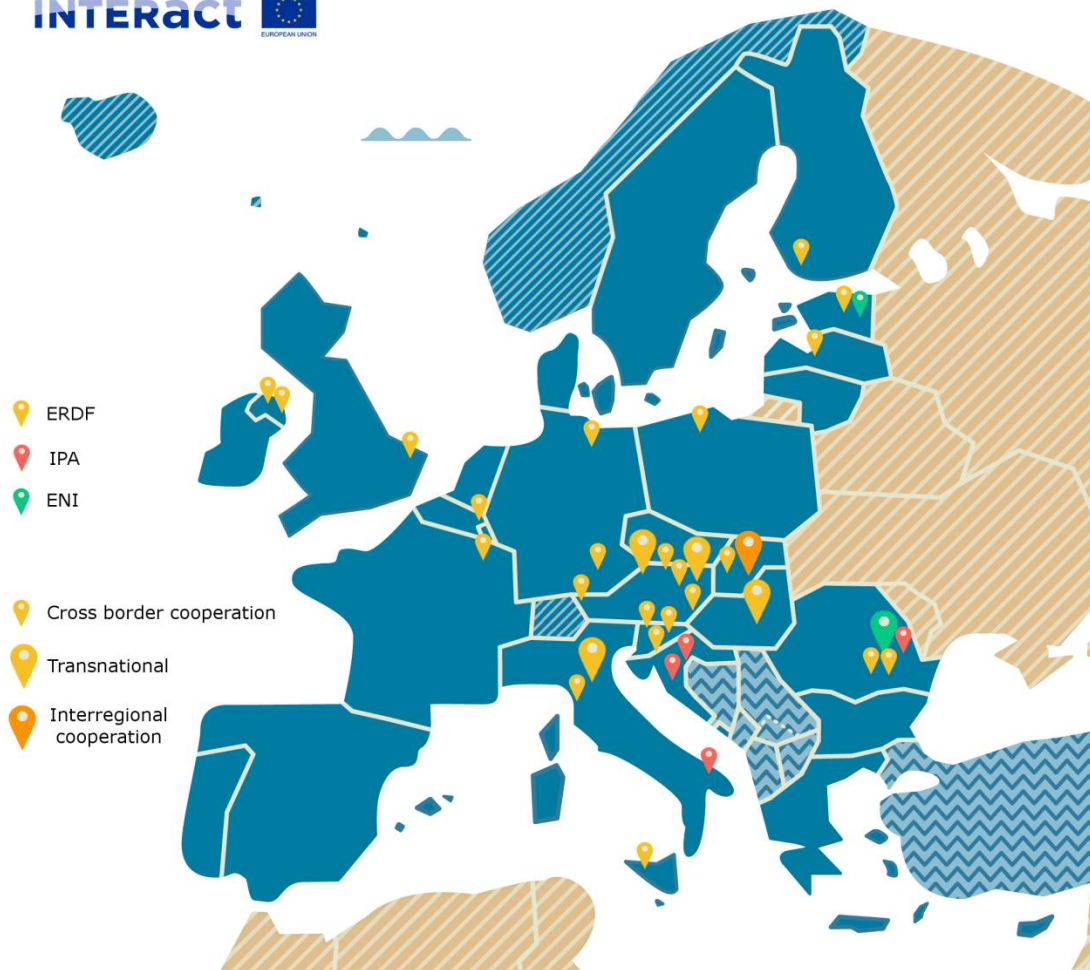 INTERact
EUROPEAN UNION
ERDF
IPA
ENI
Cross border cooperation
Transnational
Interregional
cooperation